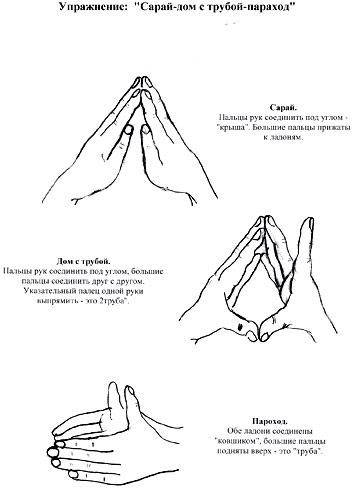 Упражнение: "Сарай-дом с трубой-параход"
Сарай.
Пальцы рук соединить под углом -
"крыша". Большие пальцы прижаты
к ладоням.
Дом с трубой.
Пальцы рук соединить под углом, большие
пальцы соединить друг с другом.
Указательный палец одной руки
выпрямить - это 2труба".
Пароход.
Обе ладони соединены
"ковшиком", большие пальцы
подняты вверх - это "труба".